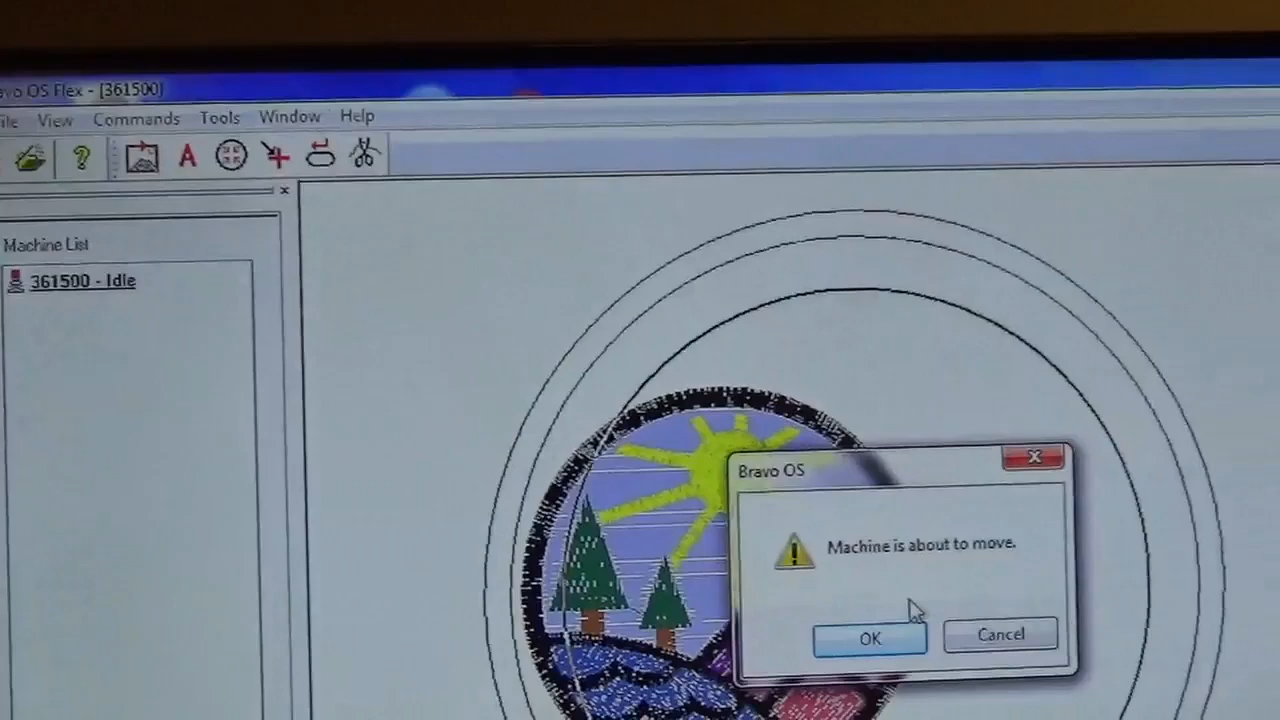 avo OS Flex - [361500]
ile View Commands Tools Window Help
? A
Machine List
361500 - Idle
Bravo OS
Machine is about to move.
OK Cancel